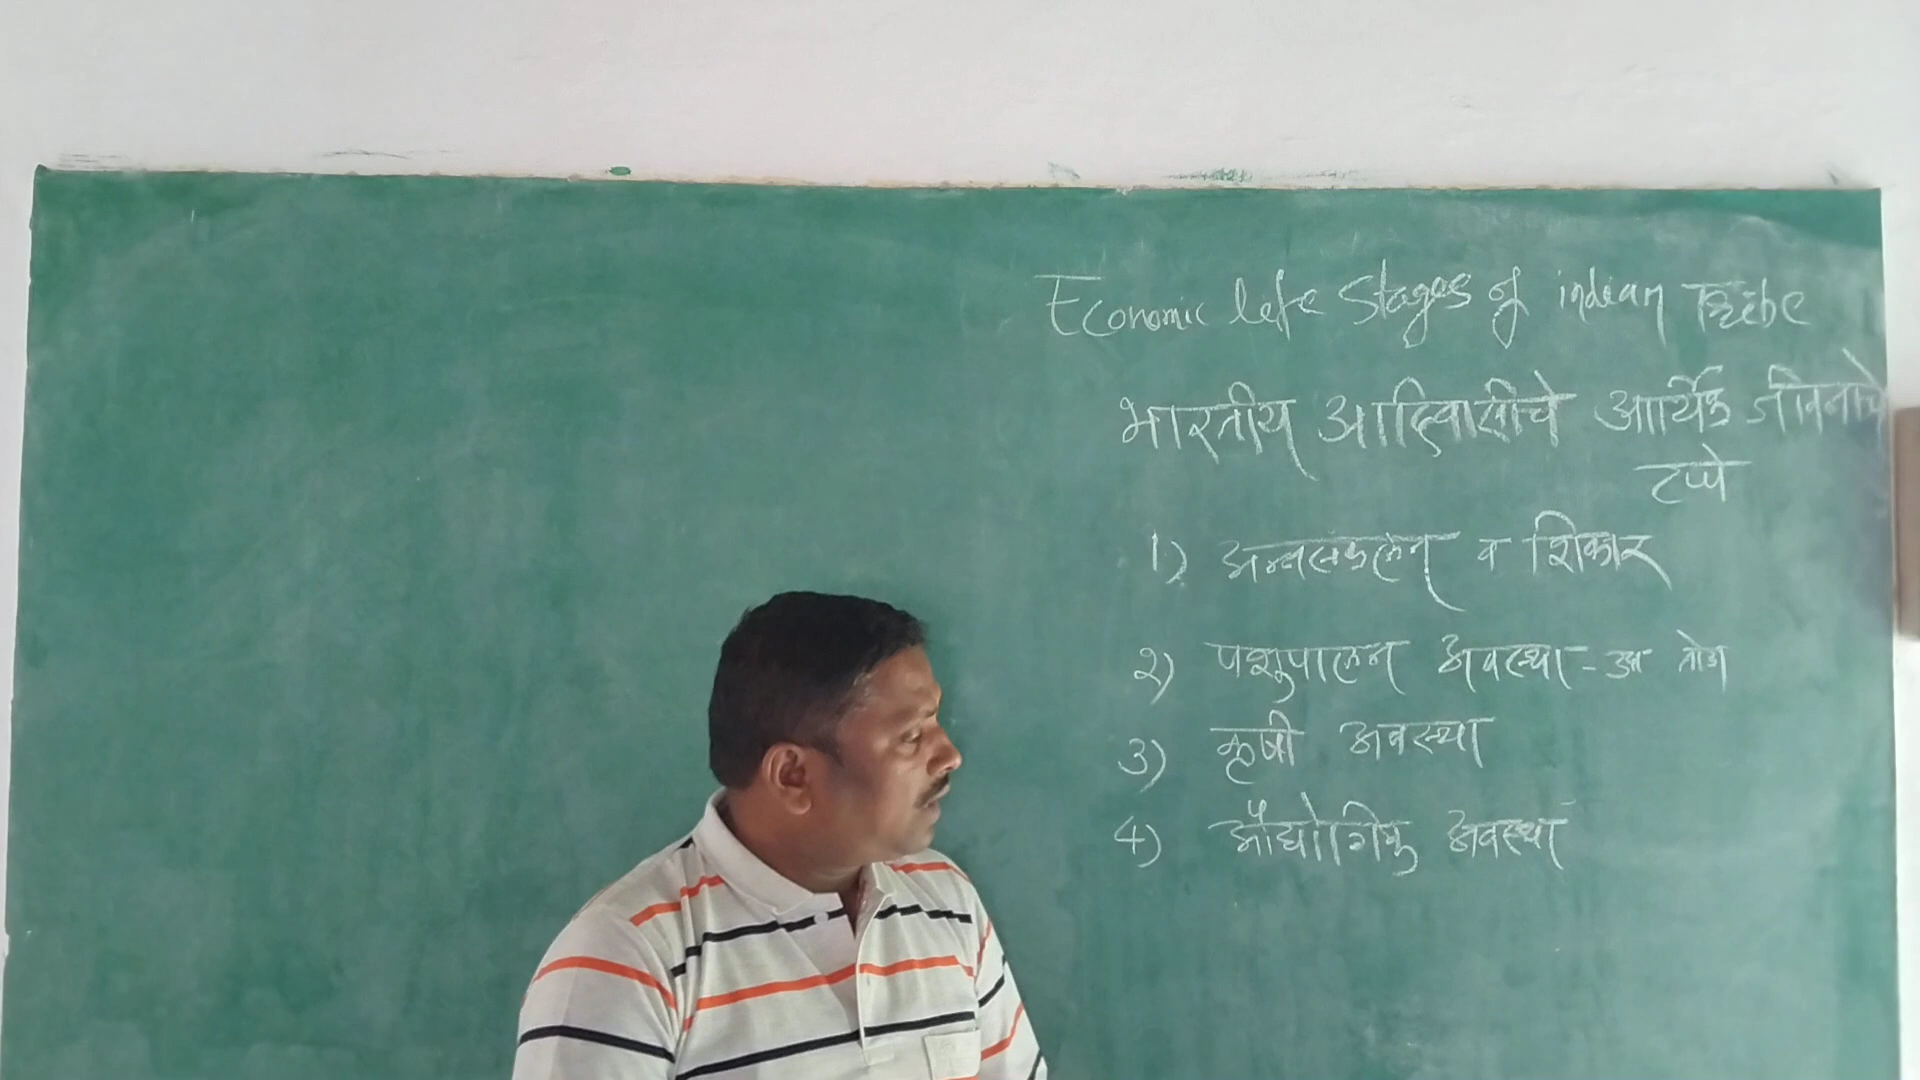 Economic life Stages of indian Tribe
भारतीय आदिवासींचे आर्थिक जीवनाचे
टप्पे
1) अन्नसंकलन व शिकार
२) पशुपालन अवस्था - उा तोडा
3) कृषी अवस्था
4) औद्योगिक अवस्था